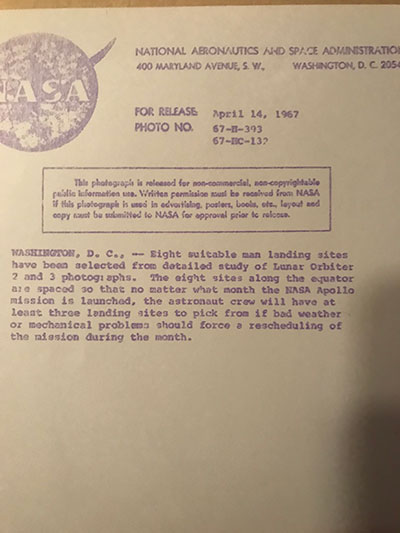 NASA
NATIONAL AERONAUTICS AND SPACE ADMINISTRATION
400 MARYLAND AVENUE, S. W., WASHINGTON, D. C. 2054
FOR RELEASE April 14, 1967
PHOTO NO. 67-H-393
67-HC-132
This photograph is released for non-commercial, non-copyrightable
public information use. Written permission must be received from NASA
if this photograph is used in advertising, posters, books, etc., layout and
copy must be submitted to NASA for approval prior to release.
WASHINGTON, D. C., -- Eight suitable man landing sites
have been selected from detailed study of Lunar Orbiter
2 and 3 photographs. The eight sites along the equator
are spaced so that no matter what month the NASA Apollo
mission is launched, the astronaut crew will have at
least three landing sites to pick from if bad weather
or mechanical problems should force a rescheduling of
the mission during the month.